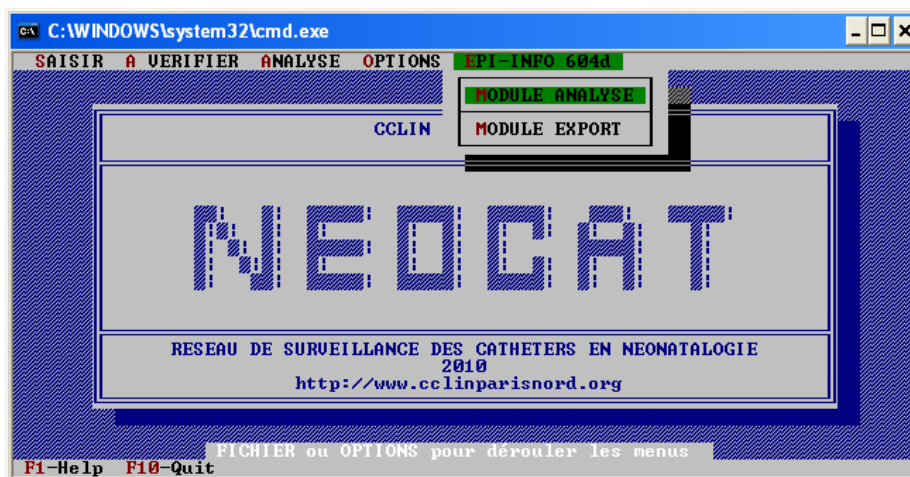 C:\WINDOWS\system32\cmd.exe
SAISIR A VERIFIER ANALYSE OPTIONS EPI-INFO 604d
MODULE ANALYSE
CCLIN
MODULE EXPORT
NEOCAT
RESEAU DE SURVEILLANCE DES CATHETERS EN NEONATALOGIE
2010
http://www.cclinparisnord.org
FICHIER ou OPTIONS pour dérouler les menus
F1-Help F10-Quit